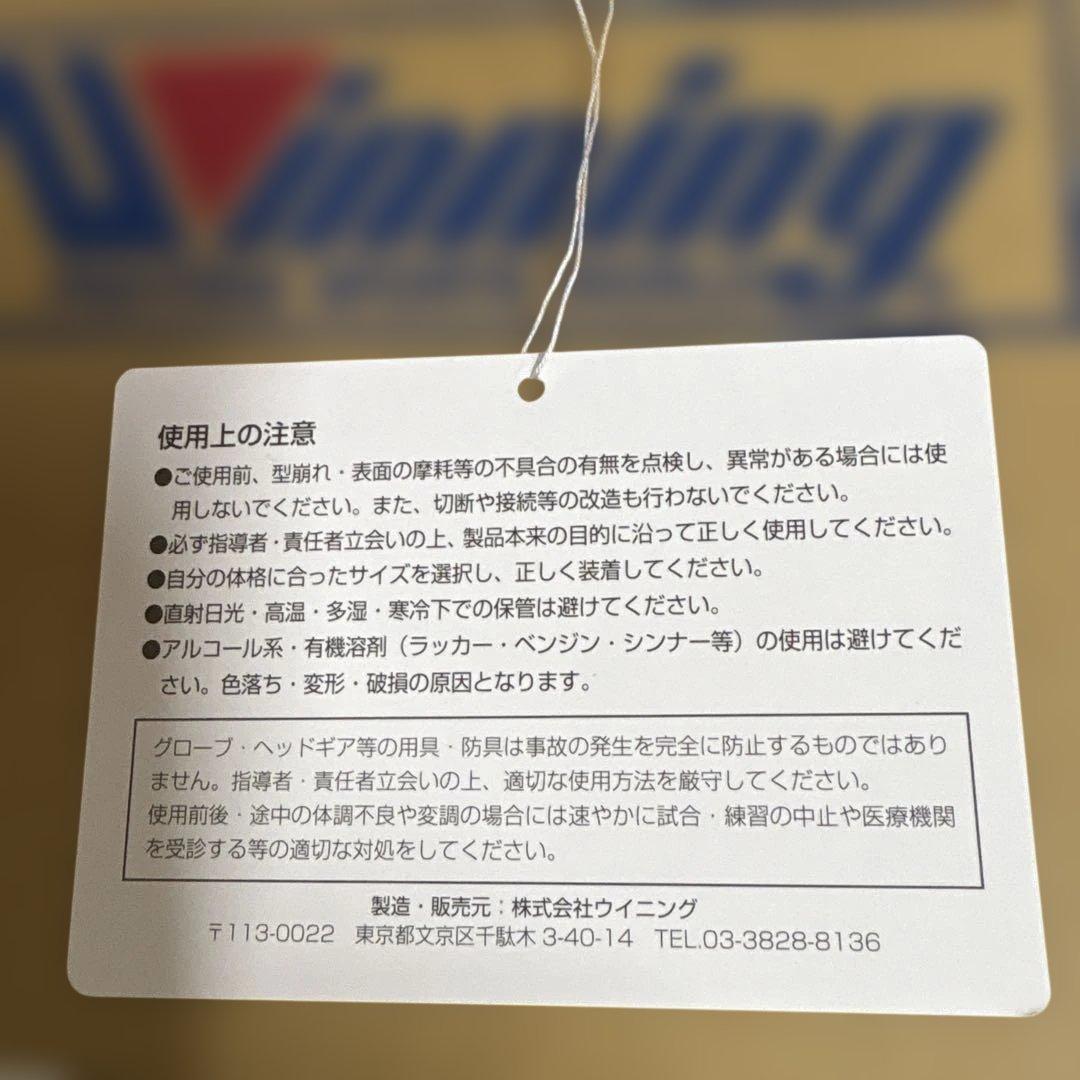 Winning
使用上の注意
●ご使用前、型崩れ・表面の摩耗等の不具合の有無を点検し、異常がある場合には使
用しないでください。また、切断や接続等の改造も行わないでください。
●必ず指導者・責任者立会いの上、製品本来の目的に沿って正しく使用してください。
●自分の体格に合ったサイズを選択し、正しく装着してください。
●直射日光・高温・多湿・寒冷下での保管は避けてください。
●アルコール系・有機溶剤（ラッカー・ベンジン・シンナー等）の使用は避けてくだ
さい。色落ち・変形・破損の原因となります。
グローブ・ヘッドギア等の用具・防具は事故の発生を完全に防止するものではあり
ません。指導者・責任者立会いの上、適切な使用方法を厳守してください。
使用前後・途中の体調不良や変調の場合には速やかに試合・練習の中止や医療機関
を受診する等の適切な対処をしてください。
製造・販売元：株式会社ウイニング
〒113-0022 東京都文京区千駄木 3-40-14 TEL.03-3828-8136